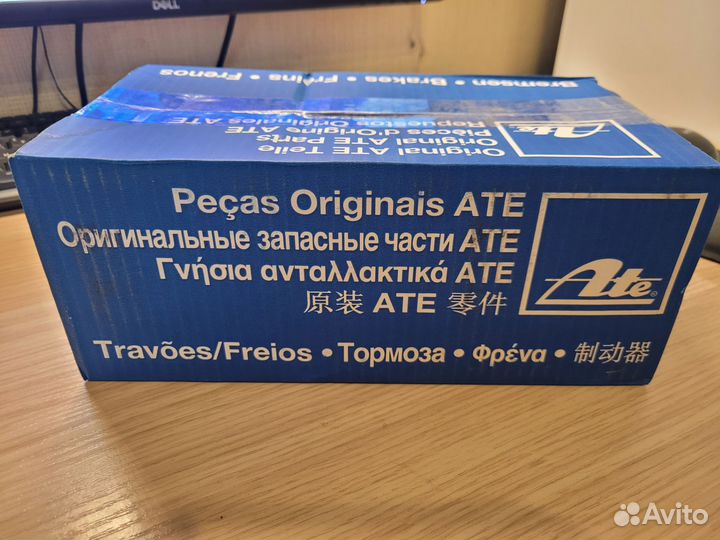 DELL
Bremsen • Brakes • Freins • Frenos
Original ATE Teile
Original ATE Parts
Pièces d'Origine ATE
Repuestos Originales ATE
Ate
Peças Originais ATE
Оригинальные запасные части ATE
Γνήσια ανταλλακτικά ATE
原装 ATE 零件
Ate®
Travões/Freios • Тормоза • Φρένα • 制动器
Avito